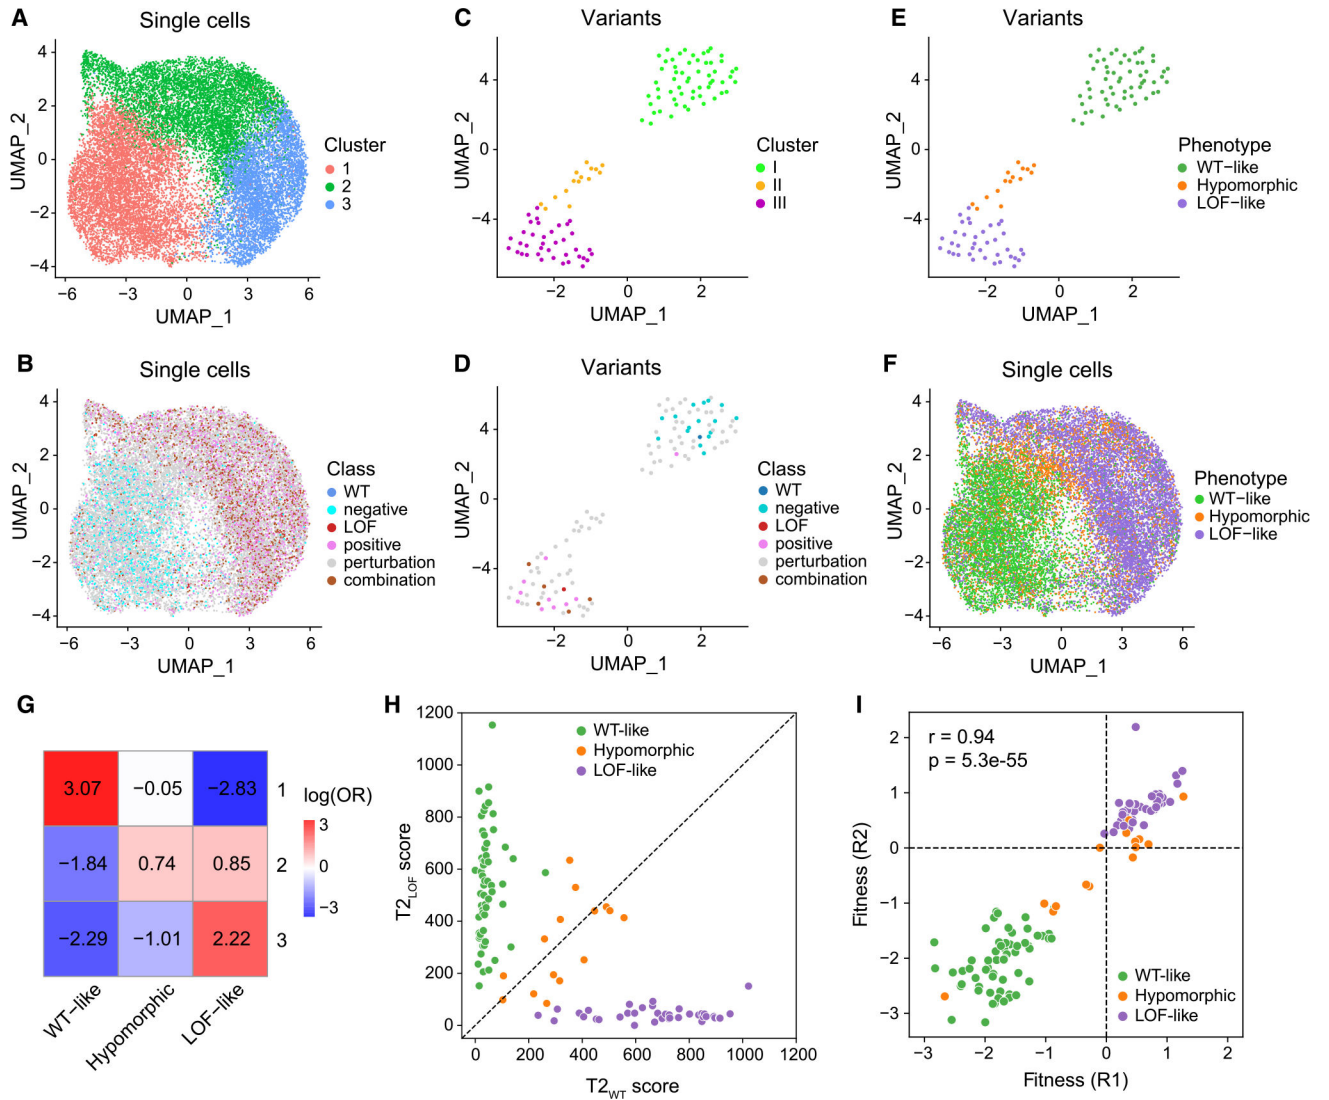 A
Single cells
UMAP_2
4
2
0
−2
−4
−6
−3
0
3
6
UMAP_1
Cluster
1
2
3
C
Variants
UMAP_2
4
0
−4
−2
0
2
UMAP_1
Cluster
I
II
III
E
Variants
UMAP_2
4
0
−4
−2
0
2
UMAP_1
Phenotype
WT−like
Hypomorphic
LOF−like
B
Single cells
UMAP_2
4
2
0
−2
−4
−6
−3
0
3
6
UMAP_1
Class
WT
negative
LOF
positive
perturbation
combination
D
Variants
UMAP_2
4
0
−4
−2
0
2
UMAP_1
Class
WT
negative
LOF
positive
perturbation
combination
F
Single cells
UMAP_2
4
2
0
−2
−4
−6
−3
0
3
6
UMAP_1
Phenotype
WT−like
Hypomorphic
LOF−like
G
3.07
−0.05
−2.83
1
−1.84
0.74
0.85
2
−2.29
−1.01
2.22
3
WT-like
Hypomorphic
LOF-like
log(OR)
3
0
−3
H
T2LOF score
1200
1000
800
600
400
200
0
0
200
400
600
800
1000
1200
T2WT score
WT-like
Hypomorphic
LOF-like
I
r = 0.94
p = 5.3e-55
Fitness (R2)
2
1
0
−1
−2
−3
−3
−2
−1
0
1
2
Fitness (R1)
WT-like
Hypomorphic
LOF-like